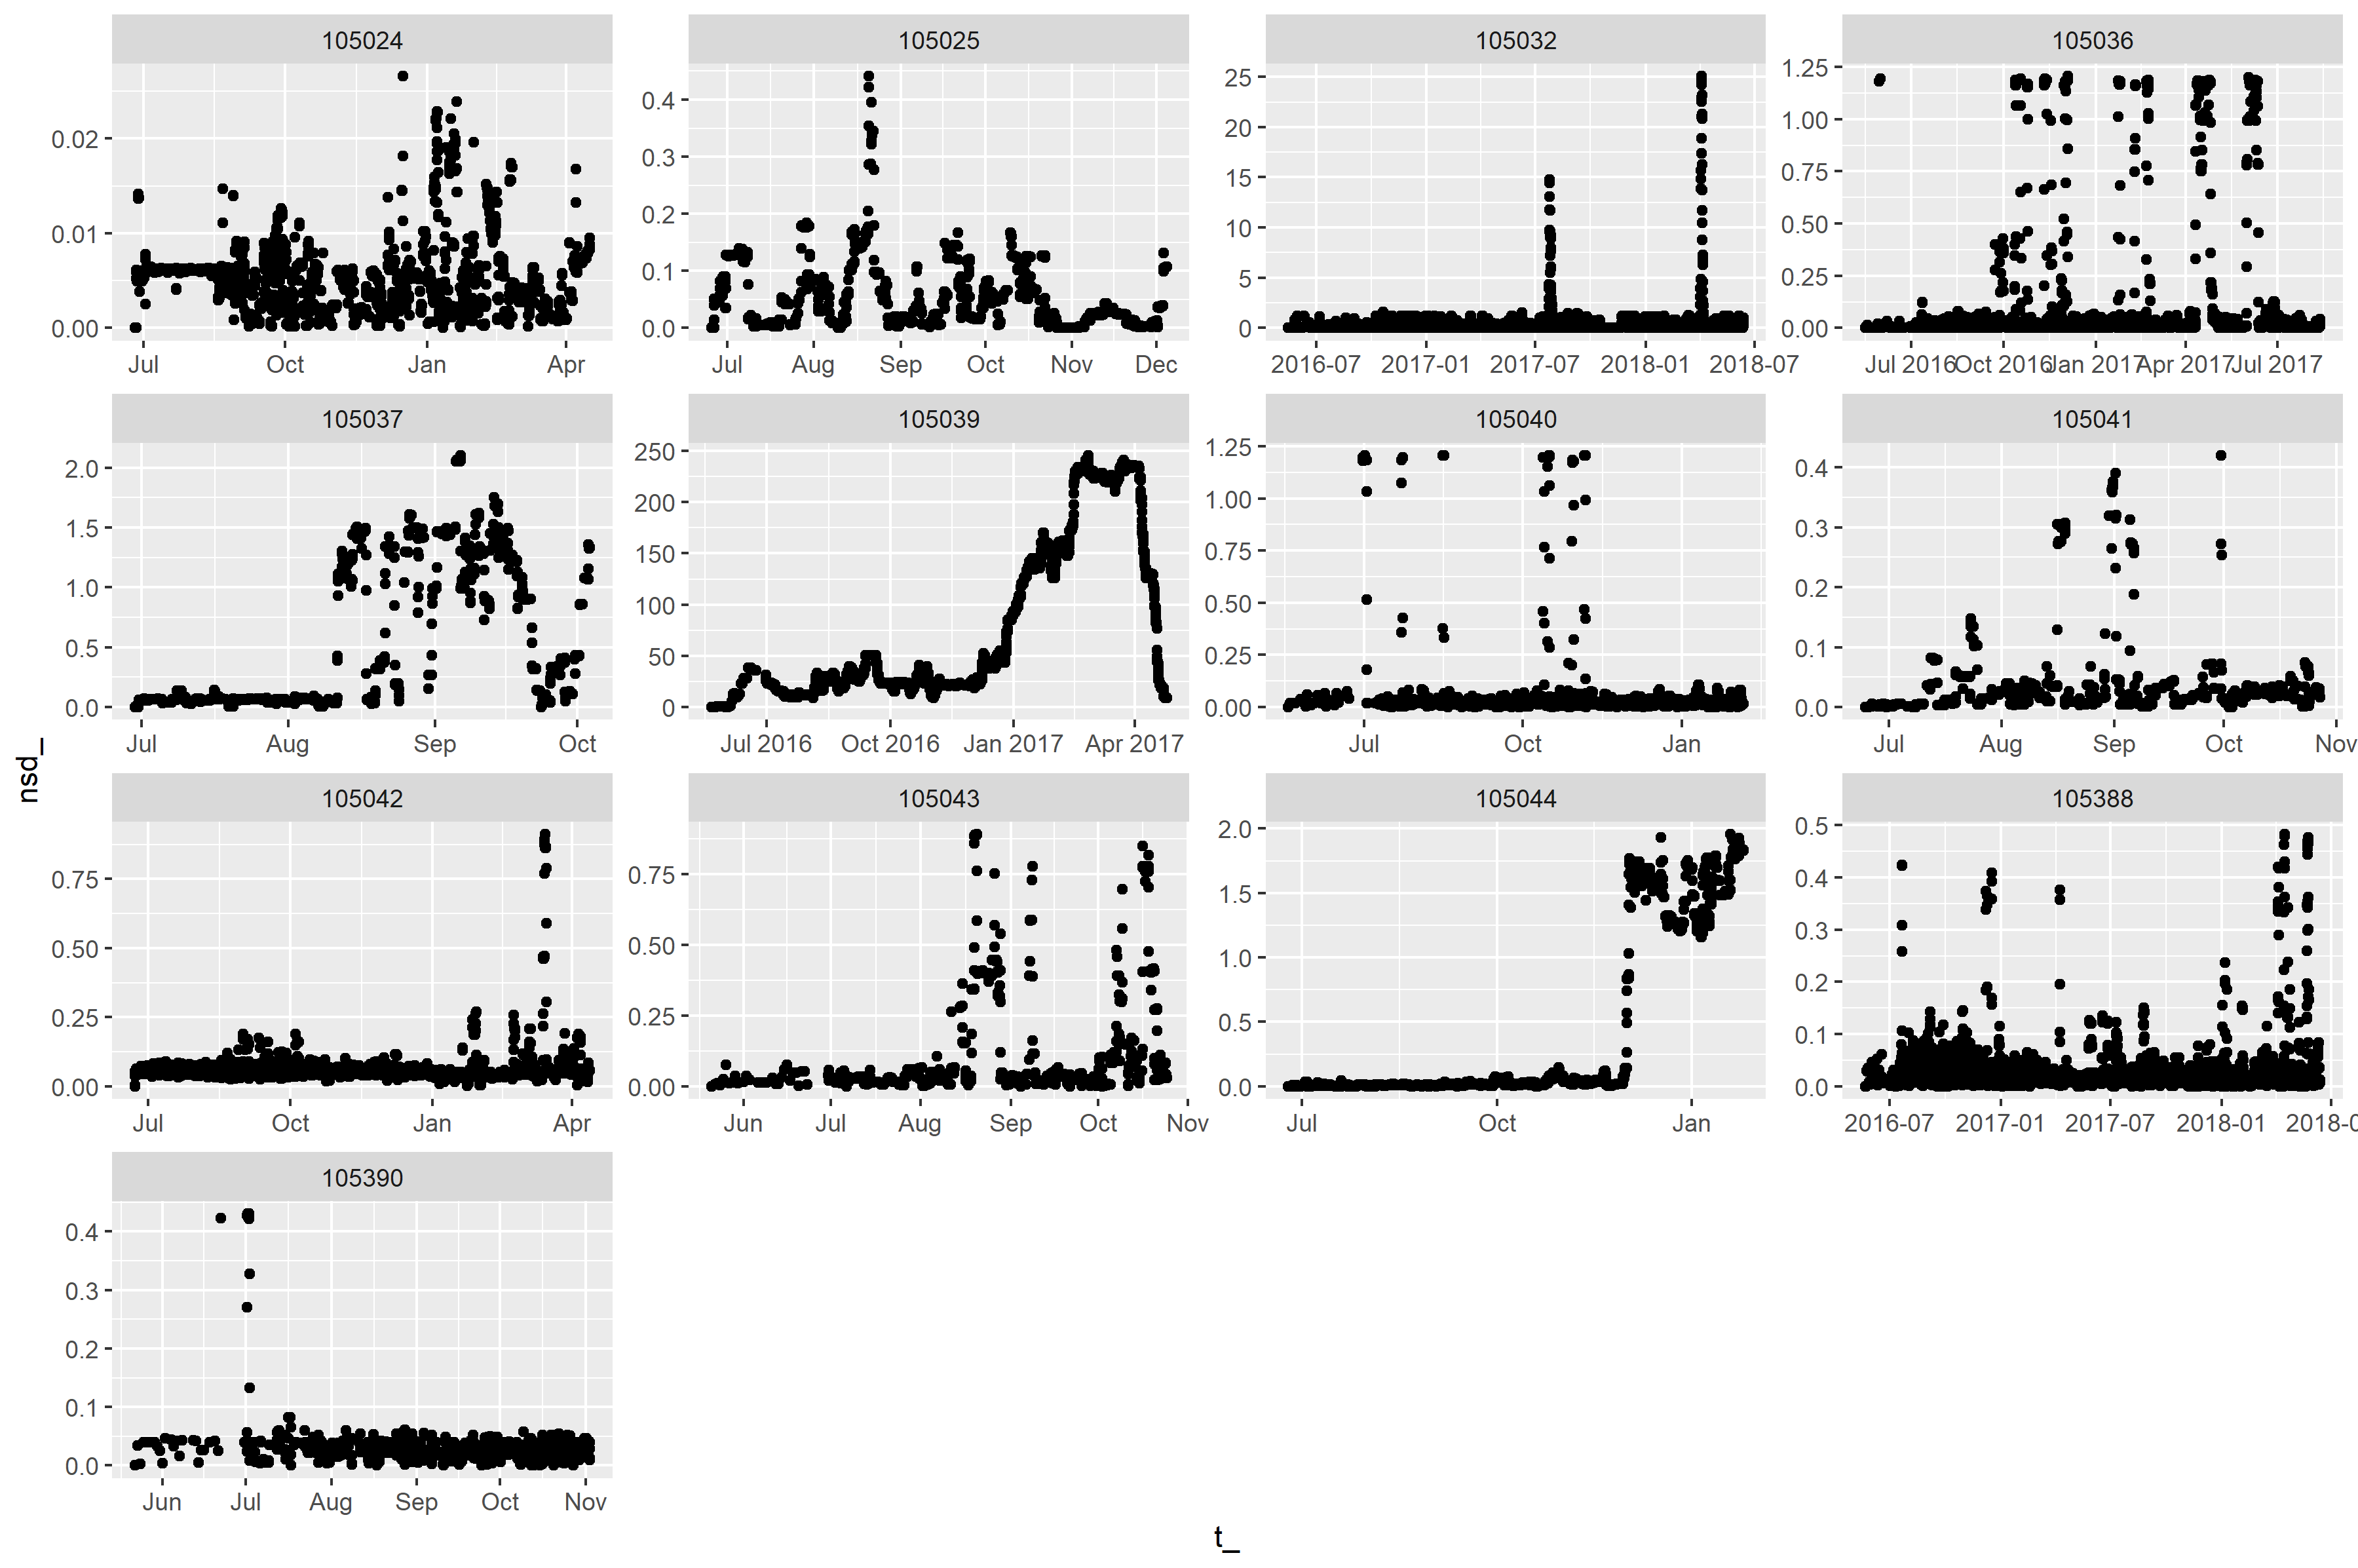 105024 105025 105032 105036
0.02 0.01 0.00
0.4 0.3 0.2 0.1 0.0
25 20 15 10 5 0
1.25 1.00 0.75 0.50 0.25 0.00
Jul Oct Jan Apr
Jul Aug Sep Oct Nov Dec
2016-07 2017-01 2017-07 2018-01 2018-07
Jul 2016 Oct 2016 Jan 2017 Apr 2017 Jul 2017
105037 105039 105040 105041
2.0 1.5 1.0 0.5 0.0
250 200 150 100 50 0
1.25 1.00 0.75 0.50 0.25 0.00
0.4 0.3 0.2 0.1 0.0
Jul Aug Sep Oct
Jul 2016 Oct 2016 Jan 2017 Apr 2017
Jul Oct Jan
Jul Aug Sep Oct Nov
nsd_
105042 105043 105044 105388
0.75 0.50 0.25 0.00
0.75 0.50 0.25 0.00
2.0 1.5 1.0 0.5 0.0
0.5 0.4 0.3 0.2 0.1 0.0
Jul Oct Jan Apr
Jun Jul Aug Sep Oct Nov
Jul Oct Jan
2016-07 2017-01 2017-07 2018-01 2018-0
105390
0.4 0.3 0.2 0.1 0.0
Jun Jul Aug Sep Oct Nov
t_